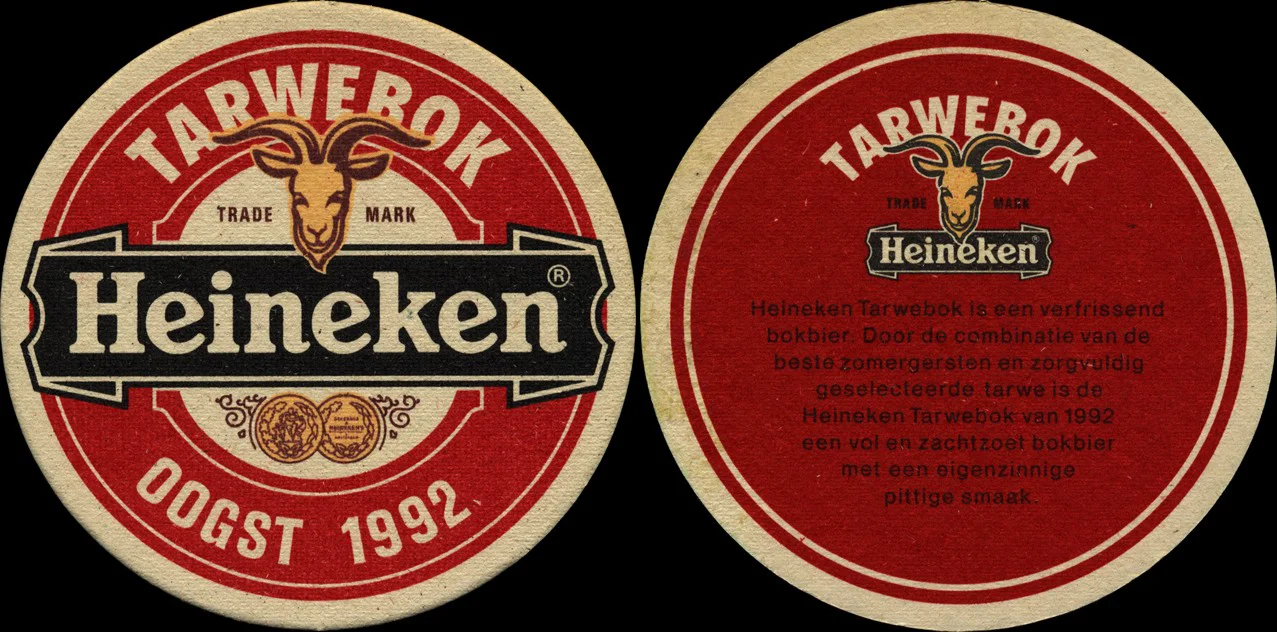 TARWEBOK
TRADE MARK
Heineken®
OOGST 1992
TARWEBOK
TRADE MARK
Heineken®
Heineken Tarwebok is een verfrissend
bokbier. Door de combinatie van de
beste zomergersten en zorgvuldig
geselecteerde tarwe is de
Heineken Tarwebok van 1992
een vol en zachtzoet bokbier
met een eigenzinnige
pittige smaak.